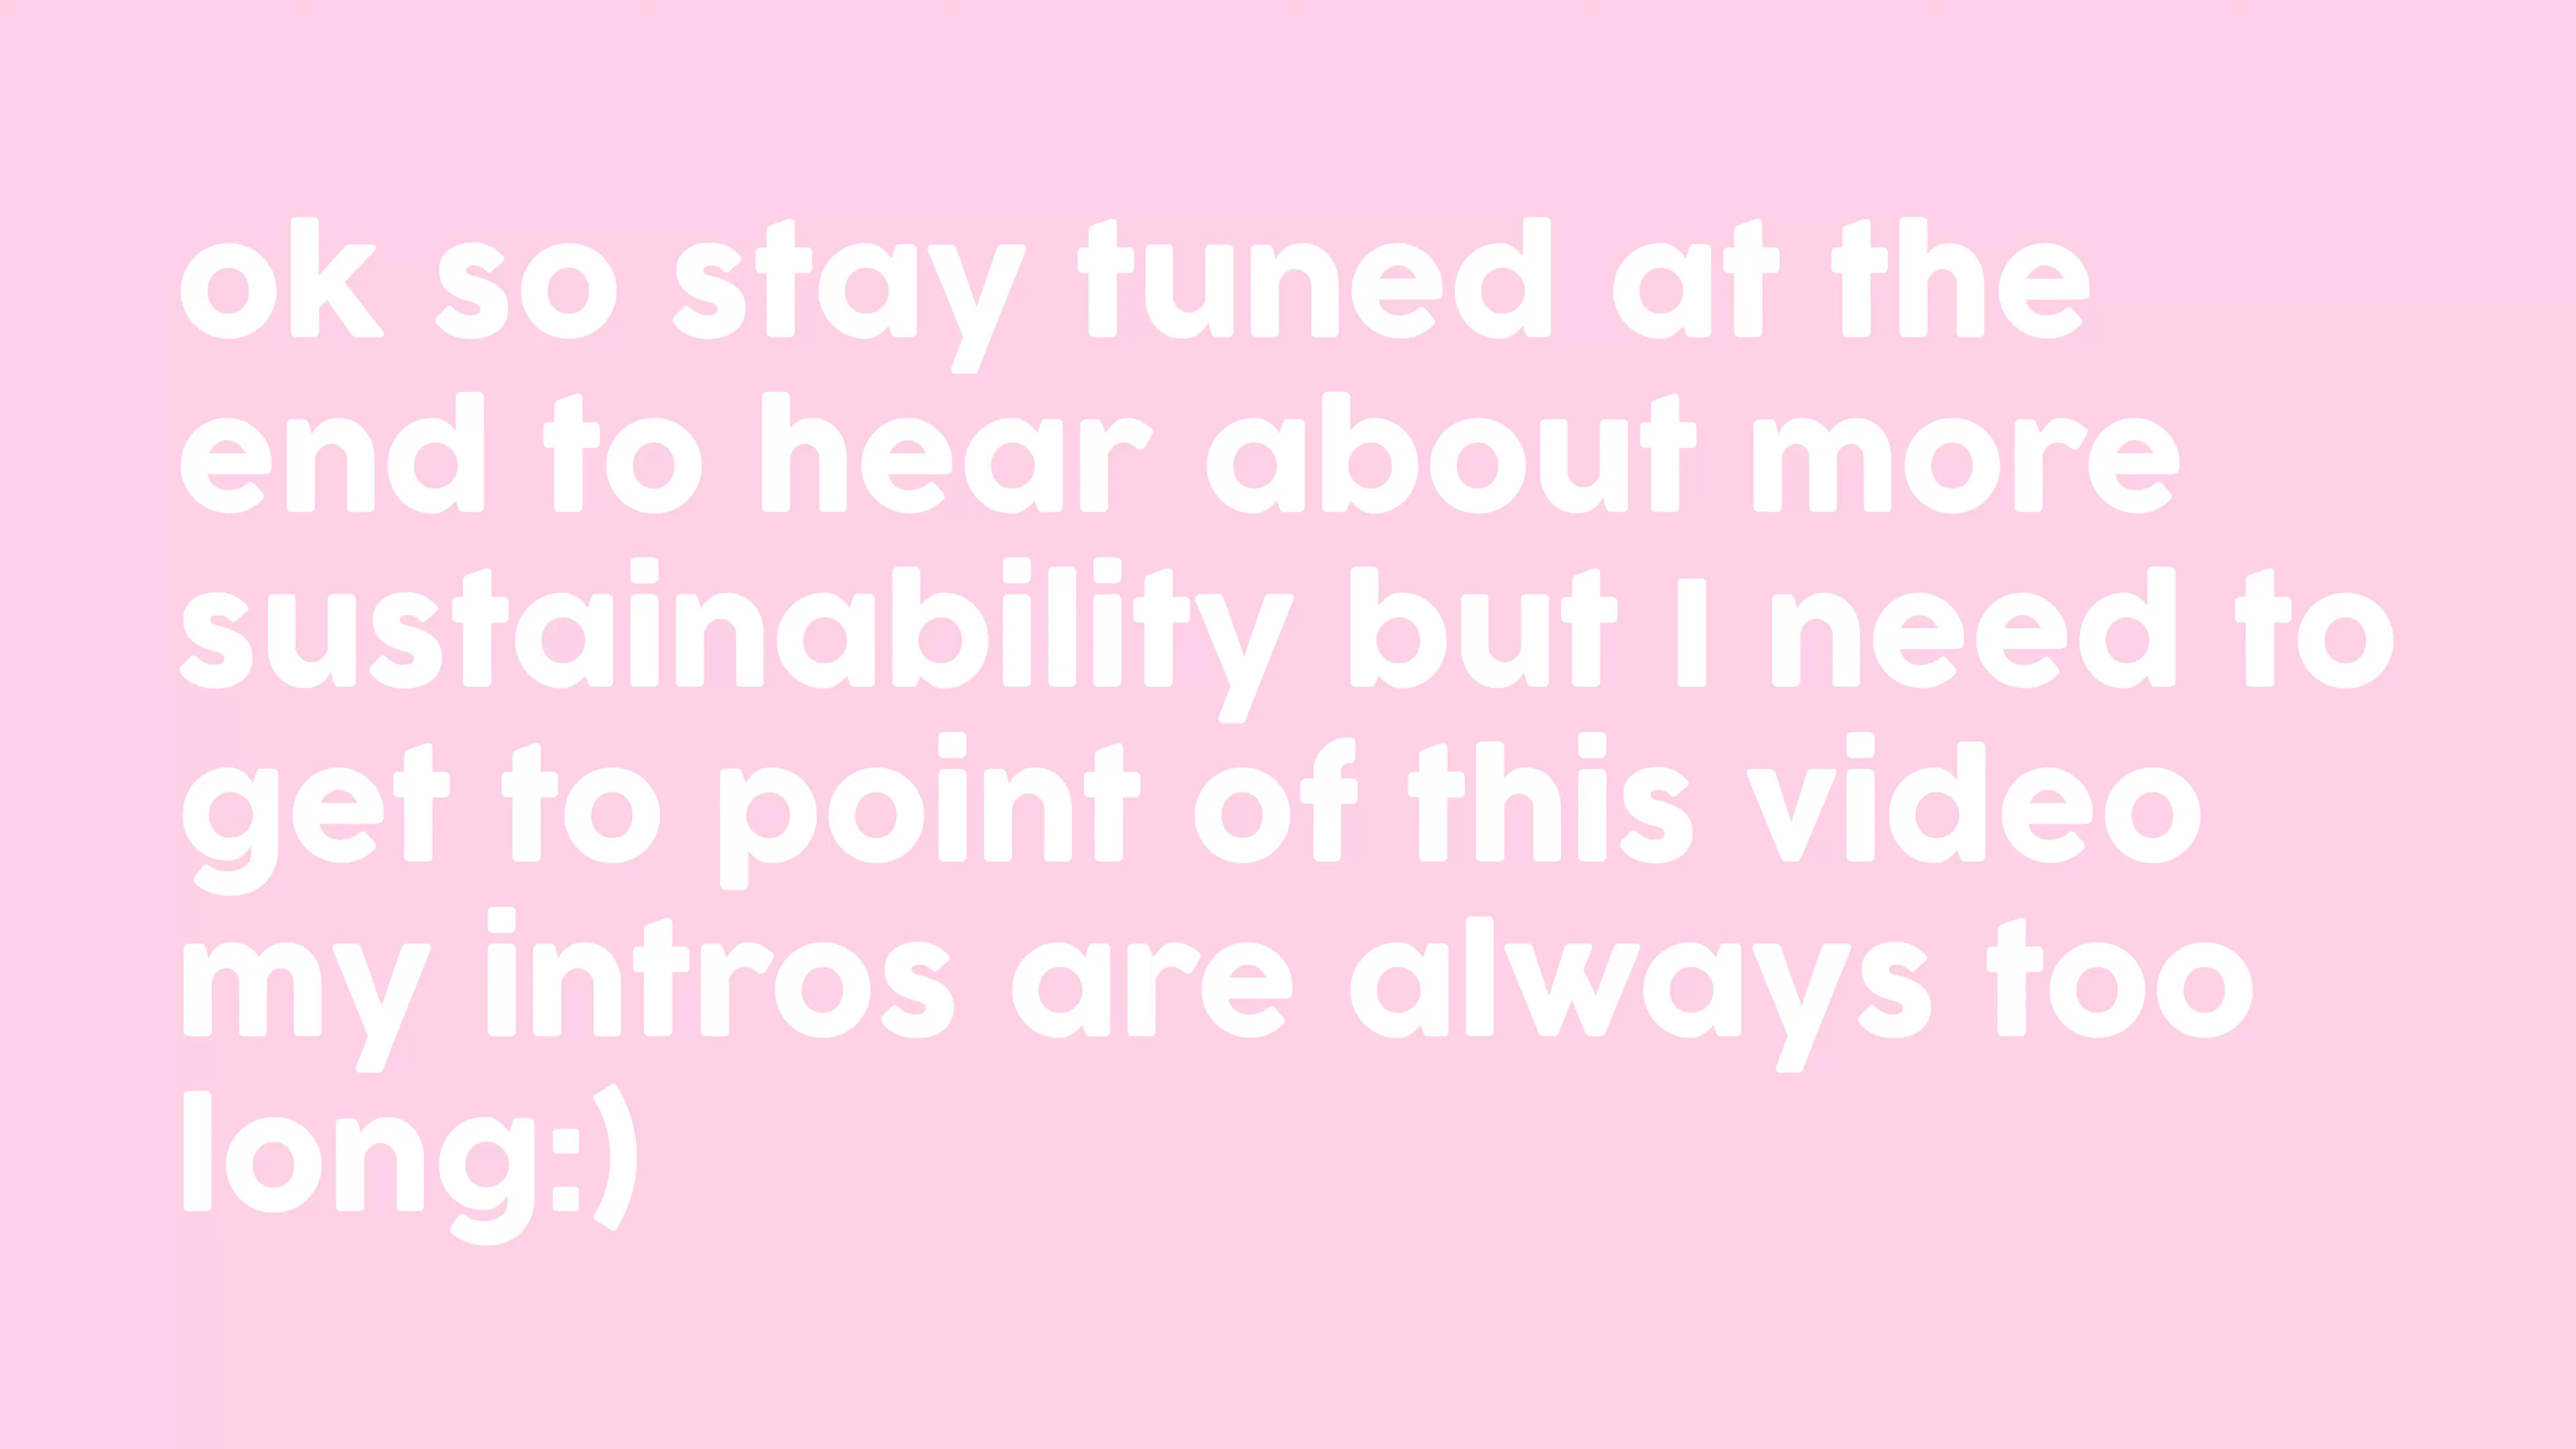 ok so stay tuned at the
end to hear about more
sustainability but I need to
get to point of this video
my intros are always too
long:)